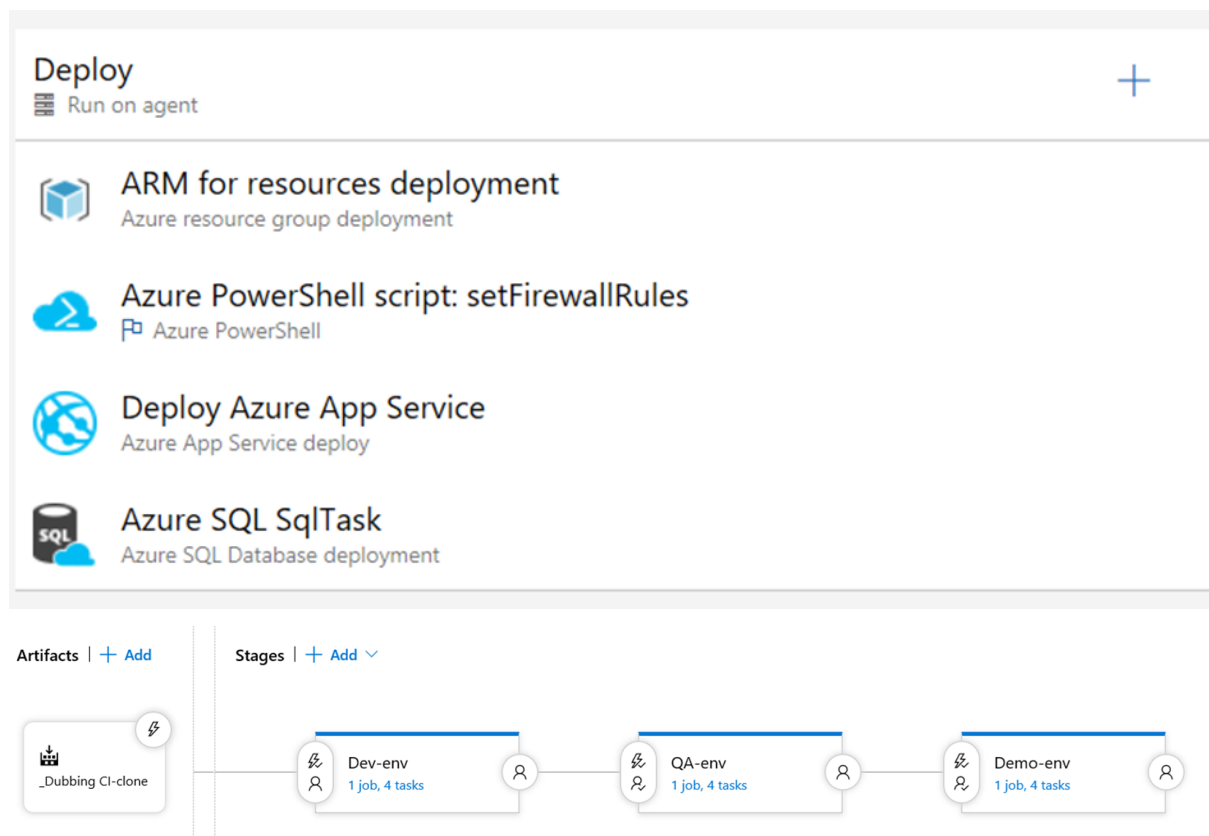 Deploy
Run on agent
ARM for resources deployment
Azure resource group deployment
Azure PowerShell script: setFirewallRules
Azure PowerShell
Deploy Azure App Service
Azure App Service deploy
SQL
Azure SQL SqlTask
Azure SQL Database deployment
Artifacts | + Add
Stages | + Add
_Dubbing CI-clone
Dev-env
1 job, 4 tasks
QA-env
1 job, 4 tasks
Demo-env
1 job, 4 tasks